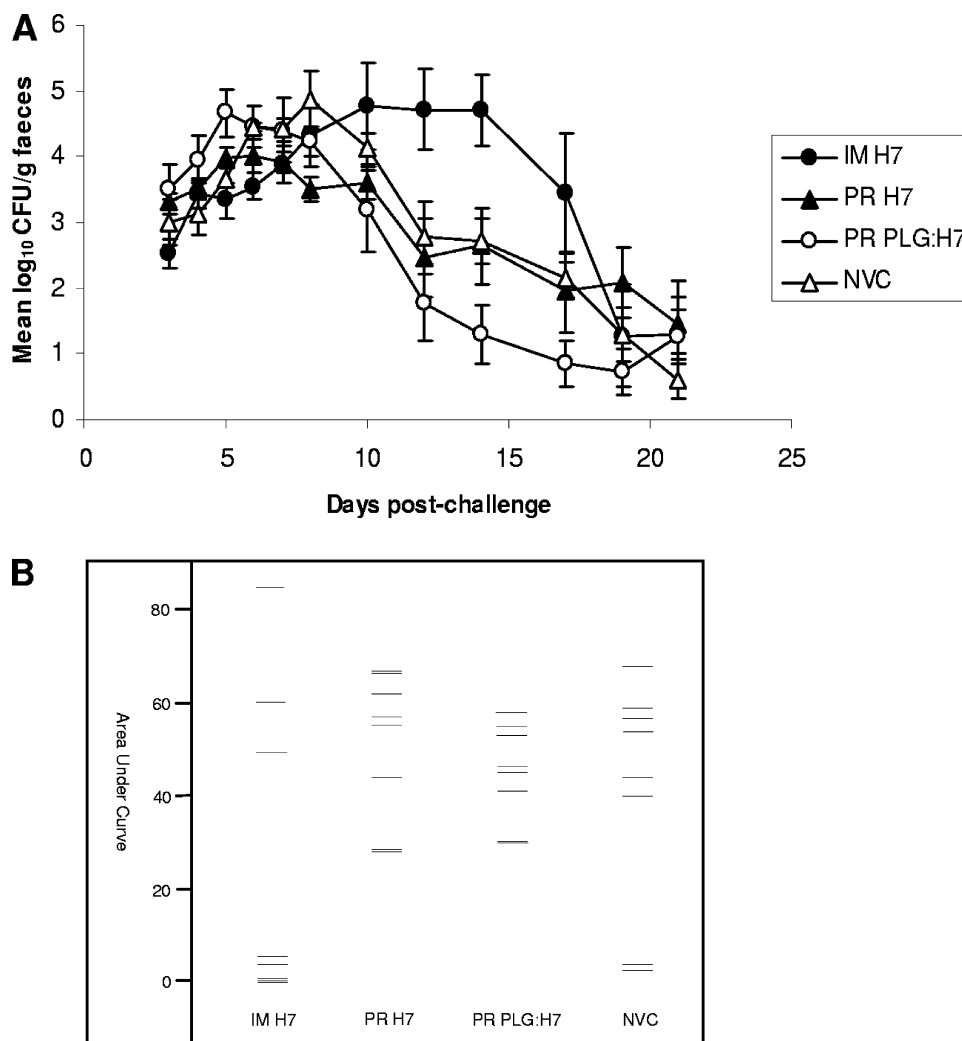 A
Mean log₁₀ CFU/g faeces
6
5
4
3
2
1
0
0 5 10 15 20 25
Days post-challenge
IM H7
PR H7
PR PLG:H7
NVC
B
Area Under Curve
80
60
40
20
0
IM H7 PR H7 PR PLG:H7 NVC